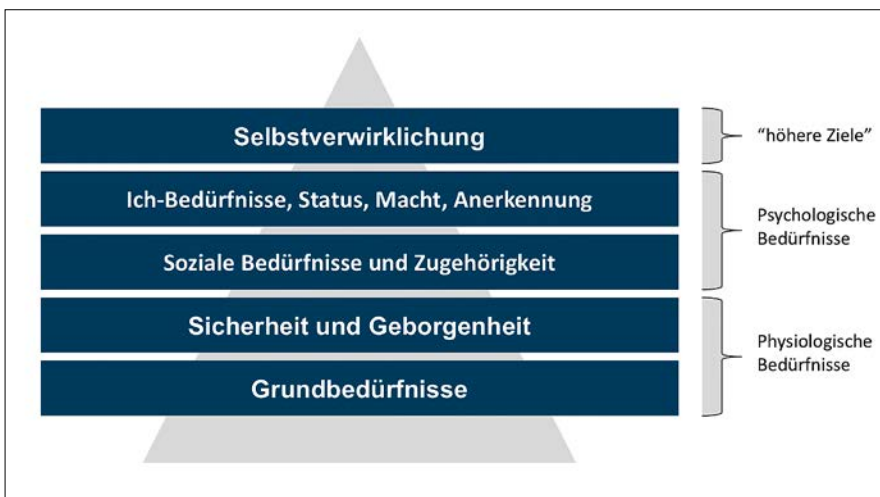 Selbstverwirklichung
"höhere Ziele"
Ich-Bedürfnisse, Status, Macht, Anerkennung
Soziale Bedürfnisse und Zugehörigkeit
Psychologische
Bedürfnisse
Sicherheit und Geborgenheit
Grundbedürfnisse
Physiologische
Bedürfnisse